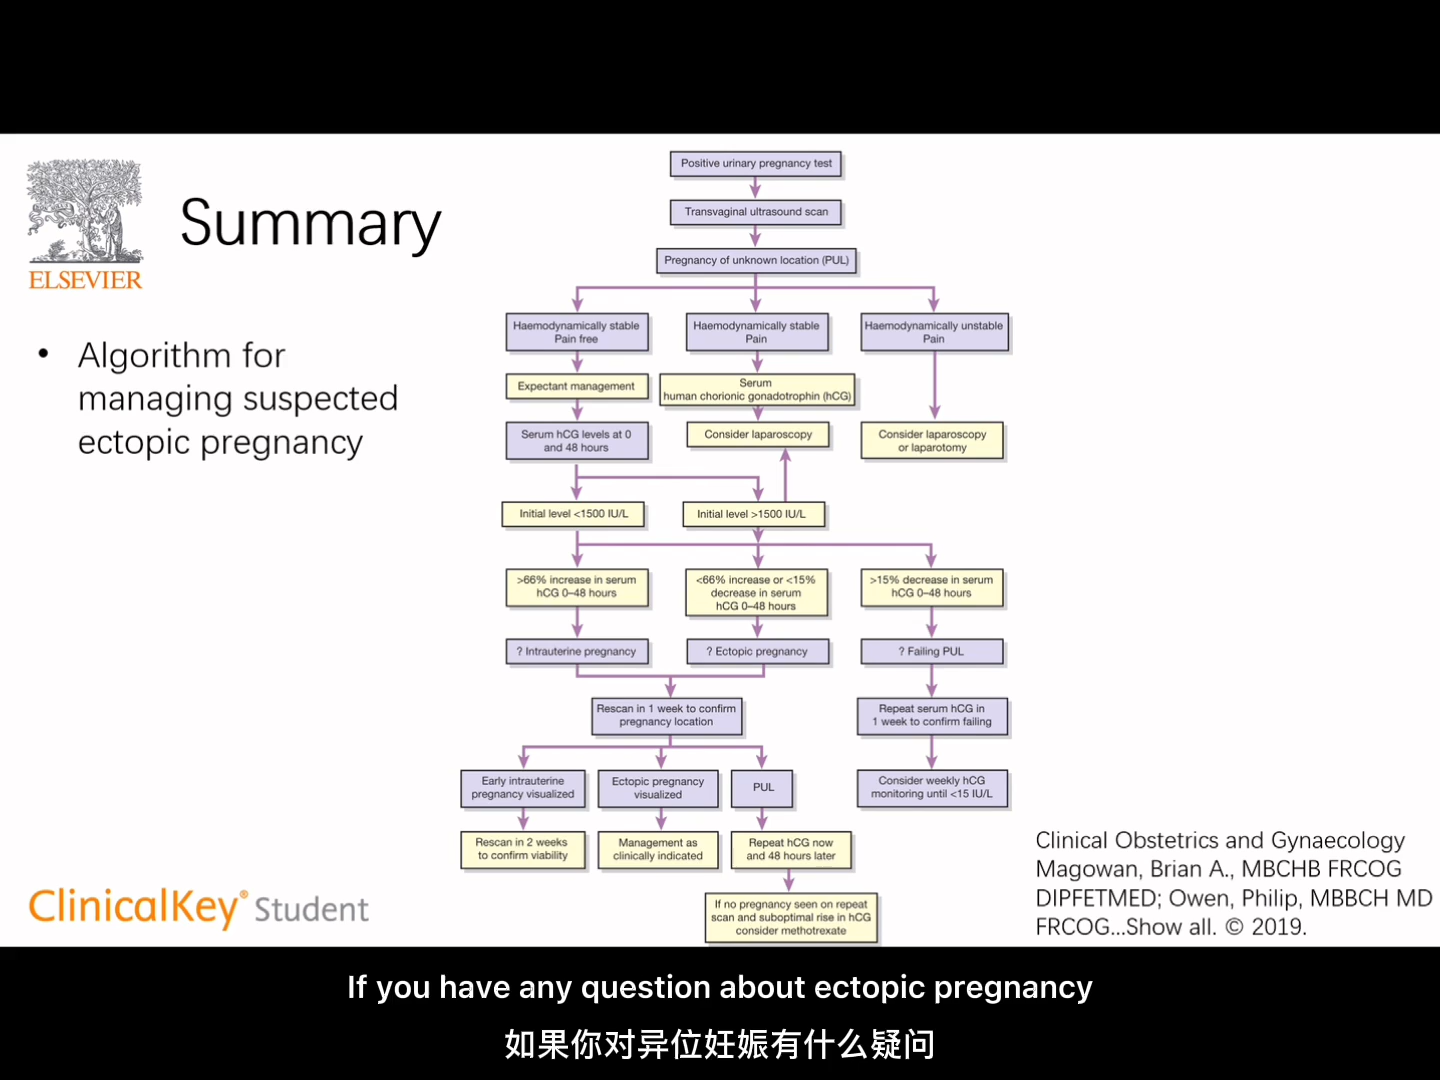 ELSEVIER
Summary
• Algorithm for
managing suspected
ectopic pregnancy
Positive urinary pregnancy test
Transvaginal ultrasound scan
Pregnancy of unknown location (PUL)
Haemodynamically stable
Pain free
Haemodynamically stable
Pain
Haemodynamically unstable
Pain
Expectant management
Serum
human chorionic gonadotrophin (hCG)
Serum hCG levels at 0
and 48 hours
Consider laparoscopy
Consider laparoscopy
or laparotomy
Initial level <1500 IU/L
Initial level >1500 IU/L
>66% increase in serum
hCG 0–48 hours
<66% increase or <15%
decrease in serum
hCG 0–48 hours
>15% decrease in serum
hCG 0–48 hours
? Intrauterine pregnancy
? Ectopic pregnancy
? Failing PUL
Rescan in 1 week to confirm
pregnancy location
Repeat serum hCG in
1 week to confirm failing
Early intrauterine
pregnancy visualized
Ectopic pregnancy
visualized
PUL
Consider weekly hCG
monitoring until <15 IU/L
Rescan in 2 weeks
to confirm viability
Management as
clinically indicated
Repeat hCG now
and 48 hours later
If no pregnancy seen on repeat
scan and suboptimal rise in hCG
consider methotrexate
Clinical Obstetrics and Gynaecology
Magowan, Brian A., MBCHB FRCOG
DIPFETMED; Owen, Philip, MBBCH MD
FRCOG...Show all. © 2019.
ClinicalKey® Student
If you have any question about ectopic pregnancy
如果你对异位妊娠有什么疑问